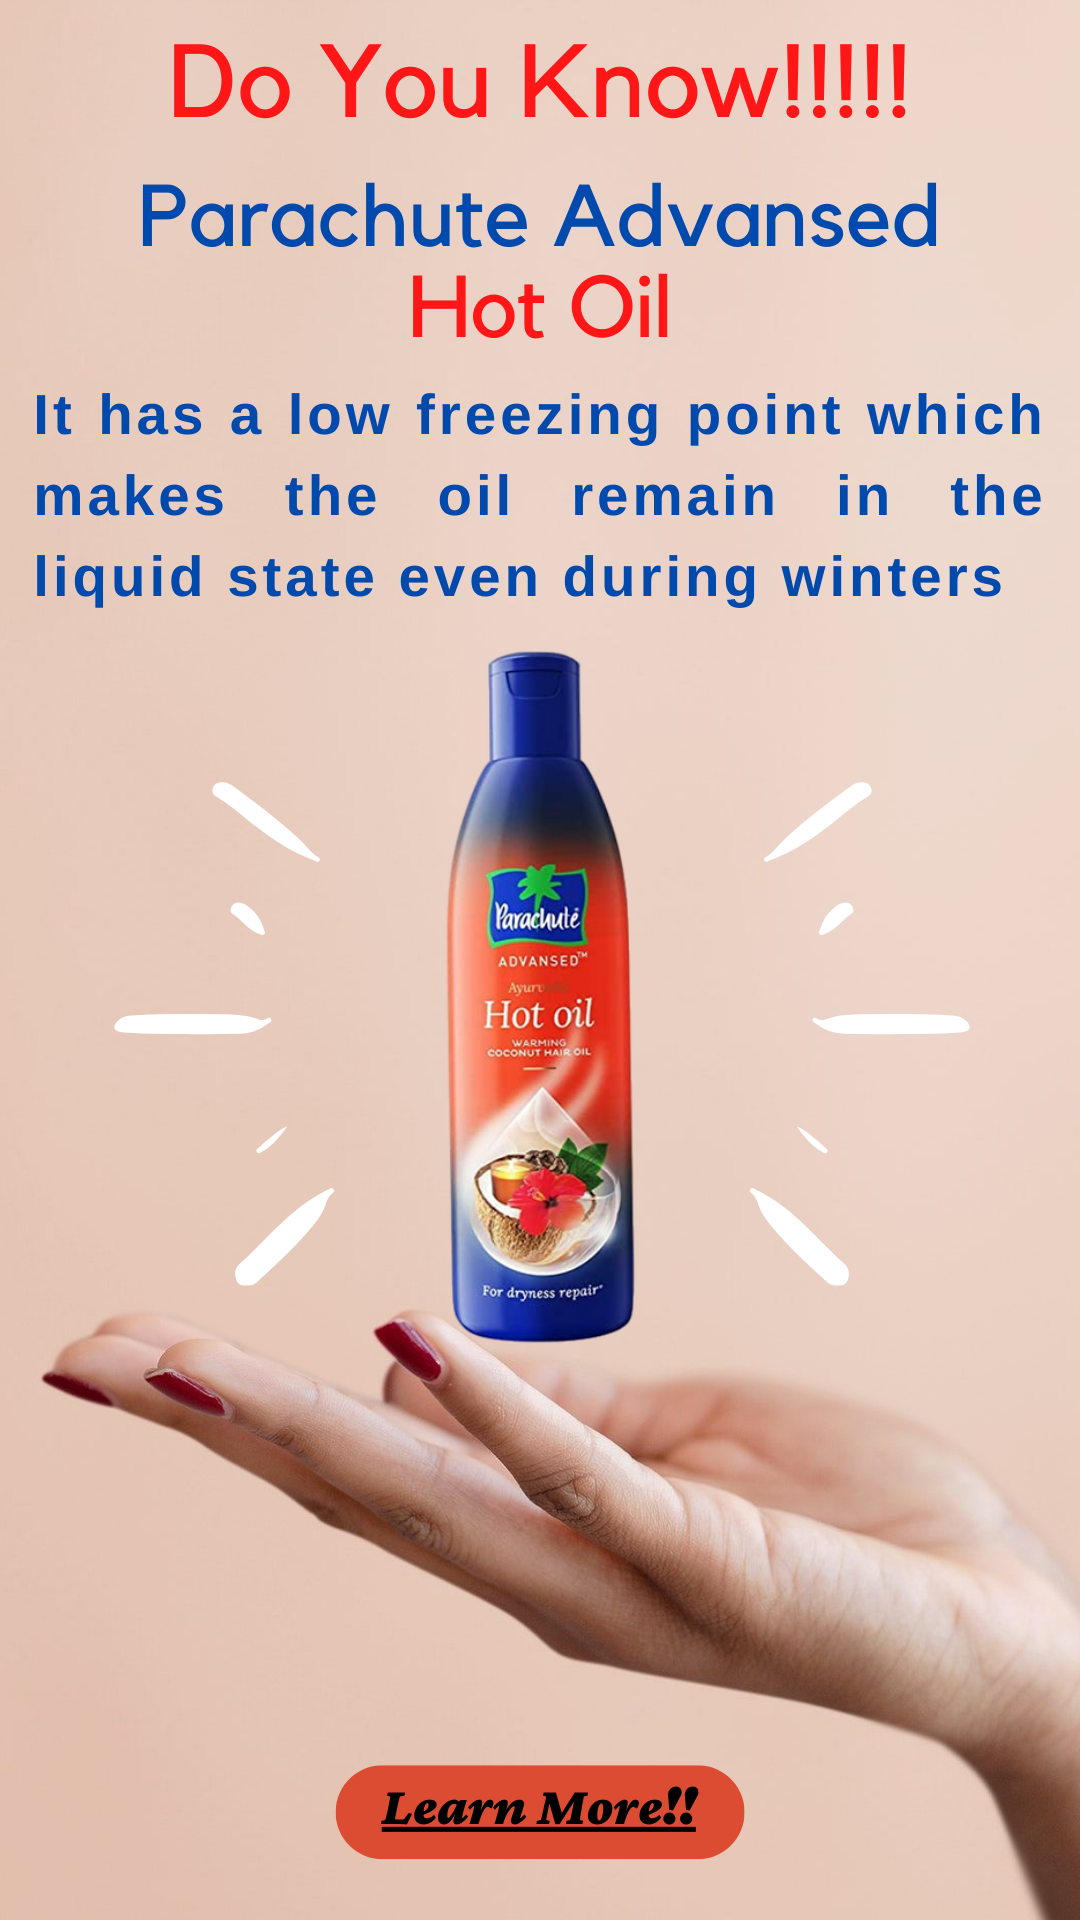 Do You Know!!!!!
Parachute Advansed
Hot Oil
It has a low freezing point which
makes the oil remain in the
liquid state even during winters
Parachute
ADVANSED™
Hot oil
WARMING
COCONUT HAIR OIL
For dryness repair*
Learn More!!